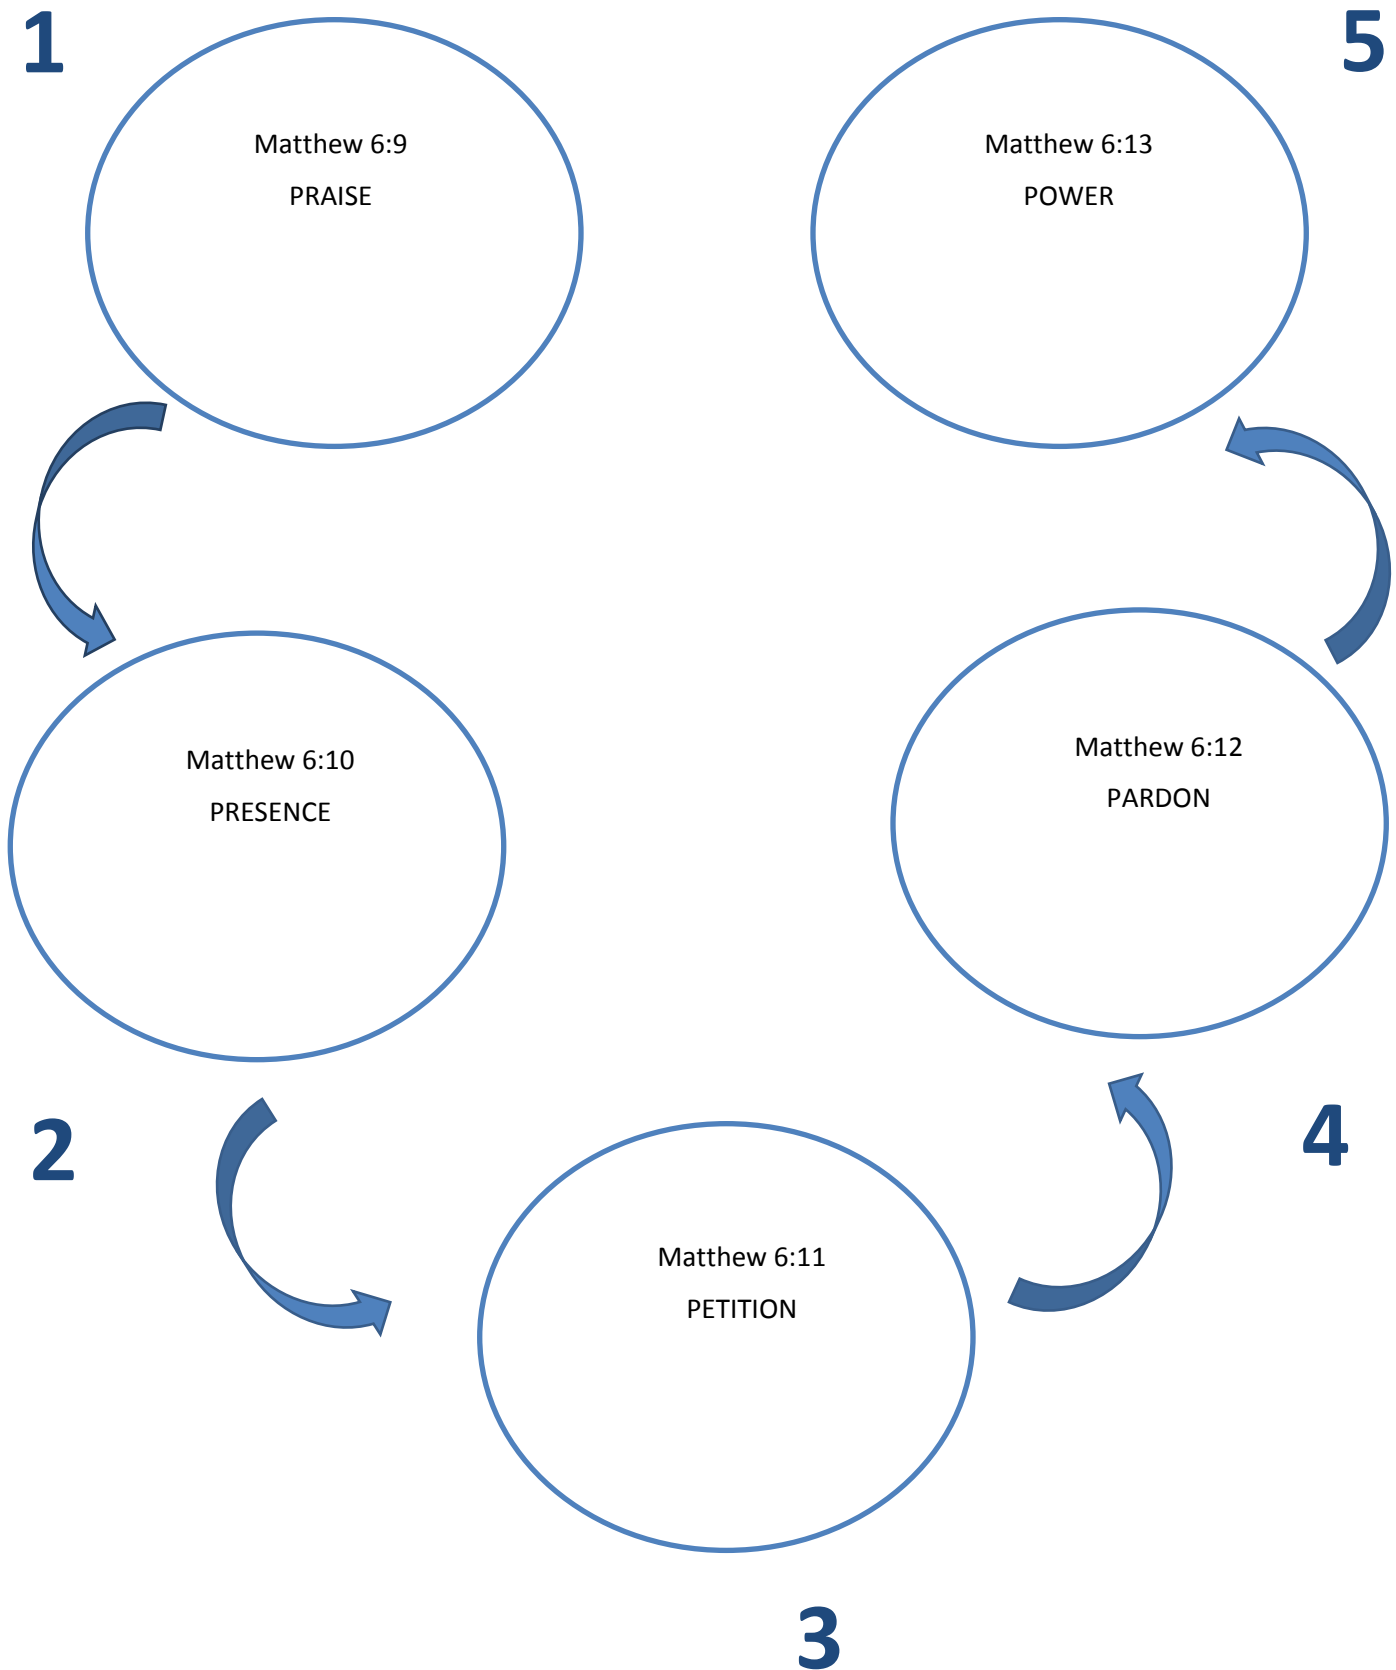 1
Matthew 6:9
PRAISE
2
Matthew 6:10
PRESENCE
3
Matthew 6:11
PETITION
4
Matthew 6:12
PARDON
5
Matthew 6:13
POWER